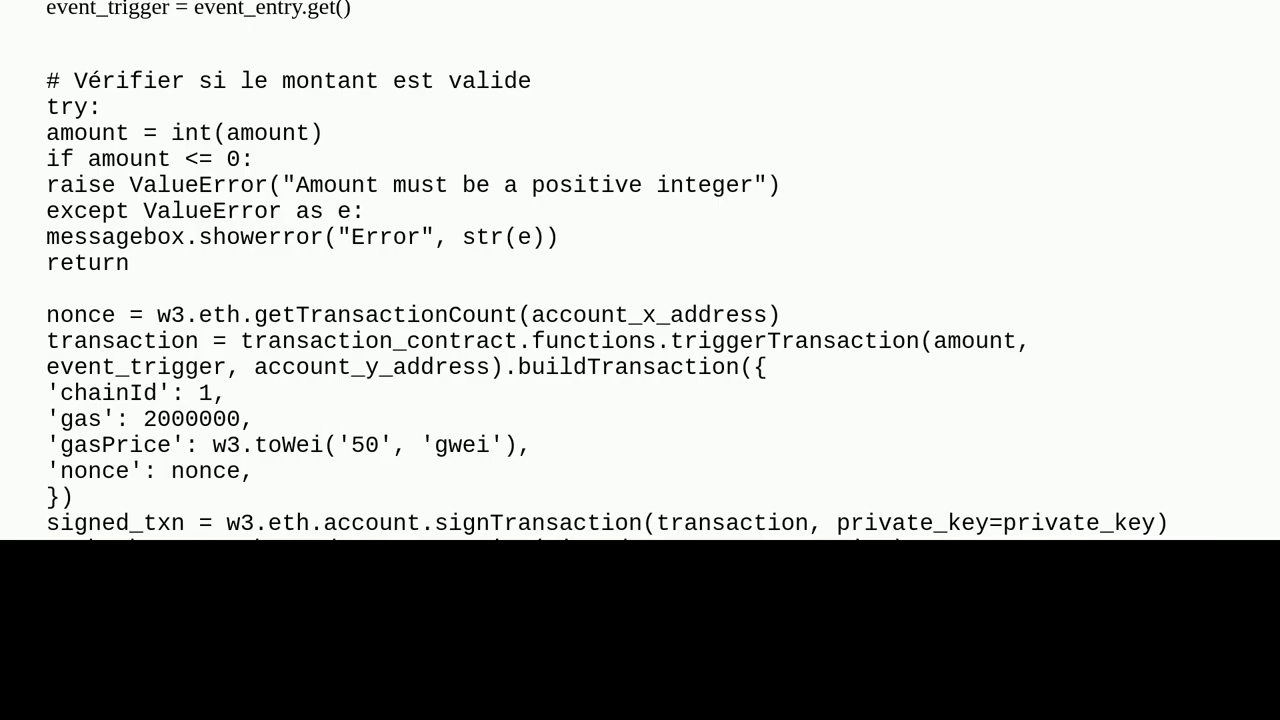 event_trigger = event_entry.get()
# Vérifier si le montant est valide
try:
amount = int(amount)
if amount <= 0:
raise ValueError("Amount must be a positive integer")
except ValueError as e:
messagebox.showerror("Error", str(e))
return
nonce = w3.eth.getTransactionCount(account_x_address)
transaction = transaction_contract.functions.triggerTransaction(amount,
event_trigger, account_y_address).buildTransaction({
'chainId': 1,
'gas': 2000000,
'gasPrice': w3.toWei('50', 'gwei'),
'nonce': nonce,
})
signed_txn = w3.eth.account.signTransaction(transaction, private_key=private_key)